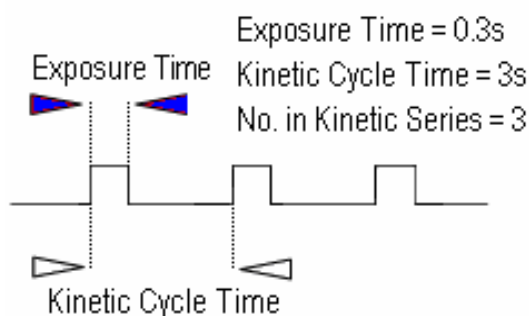 Exposure Time = 0.3s
Exposure Time
Kinetic Cycle Time = 3s
No. in Kinetic Series = 3
Kinetic Cycle Time